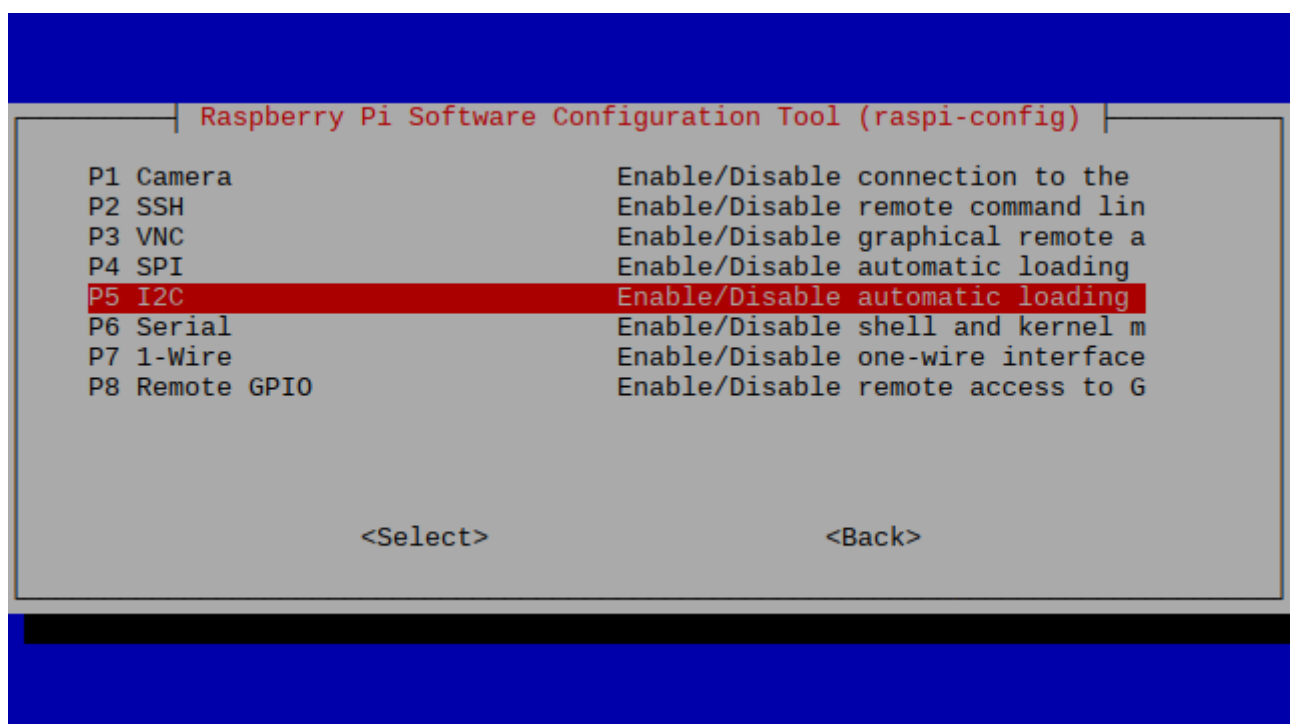 Raspberry Pi Software Configuration Tool (raspi-config)
P1 Camera Enable/Disable connection to the
P2 SSH Enable/Disable remote command lin
P3 VNC Enable/Disable graphical remote a
P4 SPI Enable/Disable automatic loading
P5 I2C Enable/Disable automatic loading
P6 Serial Enable/Disable shell and kernel m
P7 1-Wire Enable/Disable one-wire interface
P8 Remote GPIO Enable/Disable remote access to G
<Select> <Back>